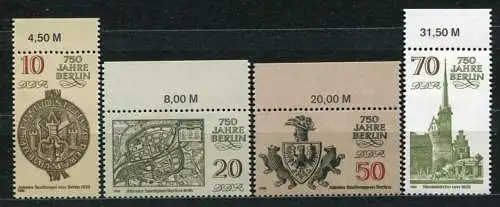 4,50 M
10
750
JAHRE
BERLIN
DDR
8,00 M
750
JAHRE
BERLIN
DDR
20
20,00 M
750
JAHRE
BERLIN
DDR
50
31,50 M
70
750
JAHRE
BERLIN
DDR